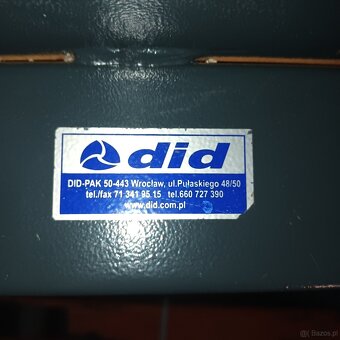 did
DID-PAK 50-443 Wrocław, ul.Pułaskiego 48/50
tel./fax 71 341 95 15 tel.660 727 390
www.did.com.pl
@( Bazos.pl